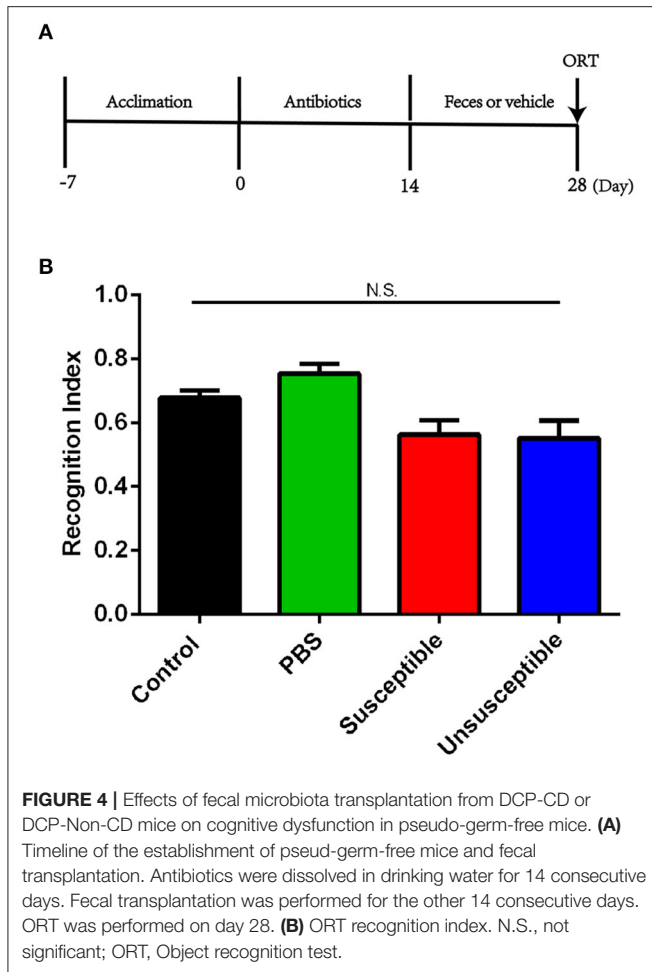 A
ORT
Acclimation Antibiotics Feces or vehicle
-7 0 14 28 (Day)
B
N.S.
Recognition Index
1.0
0.8
0.6
0.4
0.2
0.0
Control PBS Susceptible Unsusceptible
FIGURE 4 | Effects of fecal microbiota transplantation from DCP-CD or
DCP-Non-CD mice on cognitive dysfunction in pseudo-germ-free mice. (A)
Timeline of the establishment of pseud-germ-free mice and fecal
transplantation. Antibiotics were dissolved in drinking water for 14 consecutive
days. Fecal transplantation was performed for the other 14 consecutive days.
ORT was performed on day 28. (B) ORT recognition index. N.S., not
significant; ORT, Object recognition test.